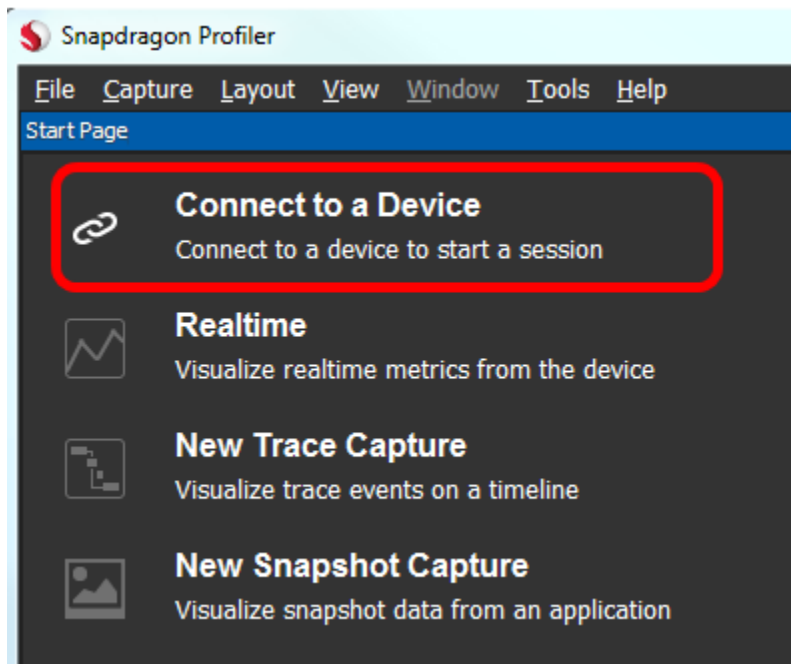 Snapdragon Profiler
File Capture Layout View Window Tools Help
Start Page
Connect to a Device
Connect to a device to start a session
Realtime
Visualize realtime metrics from the device
New Trace Capture
Visualize trace events on a timeline
New Snapshot Capture
Visualize snapshot data from an application